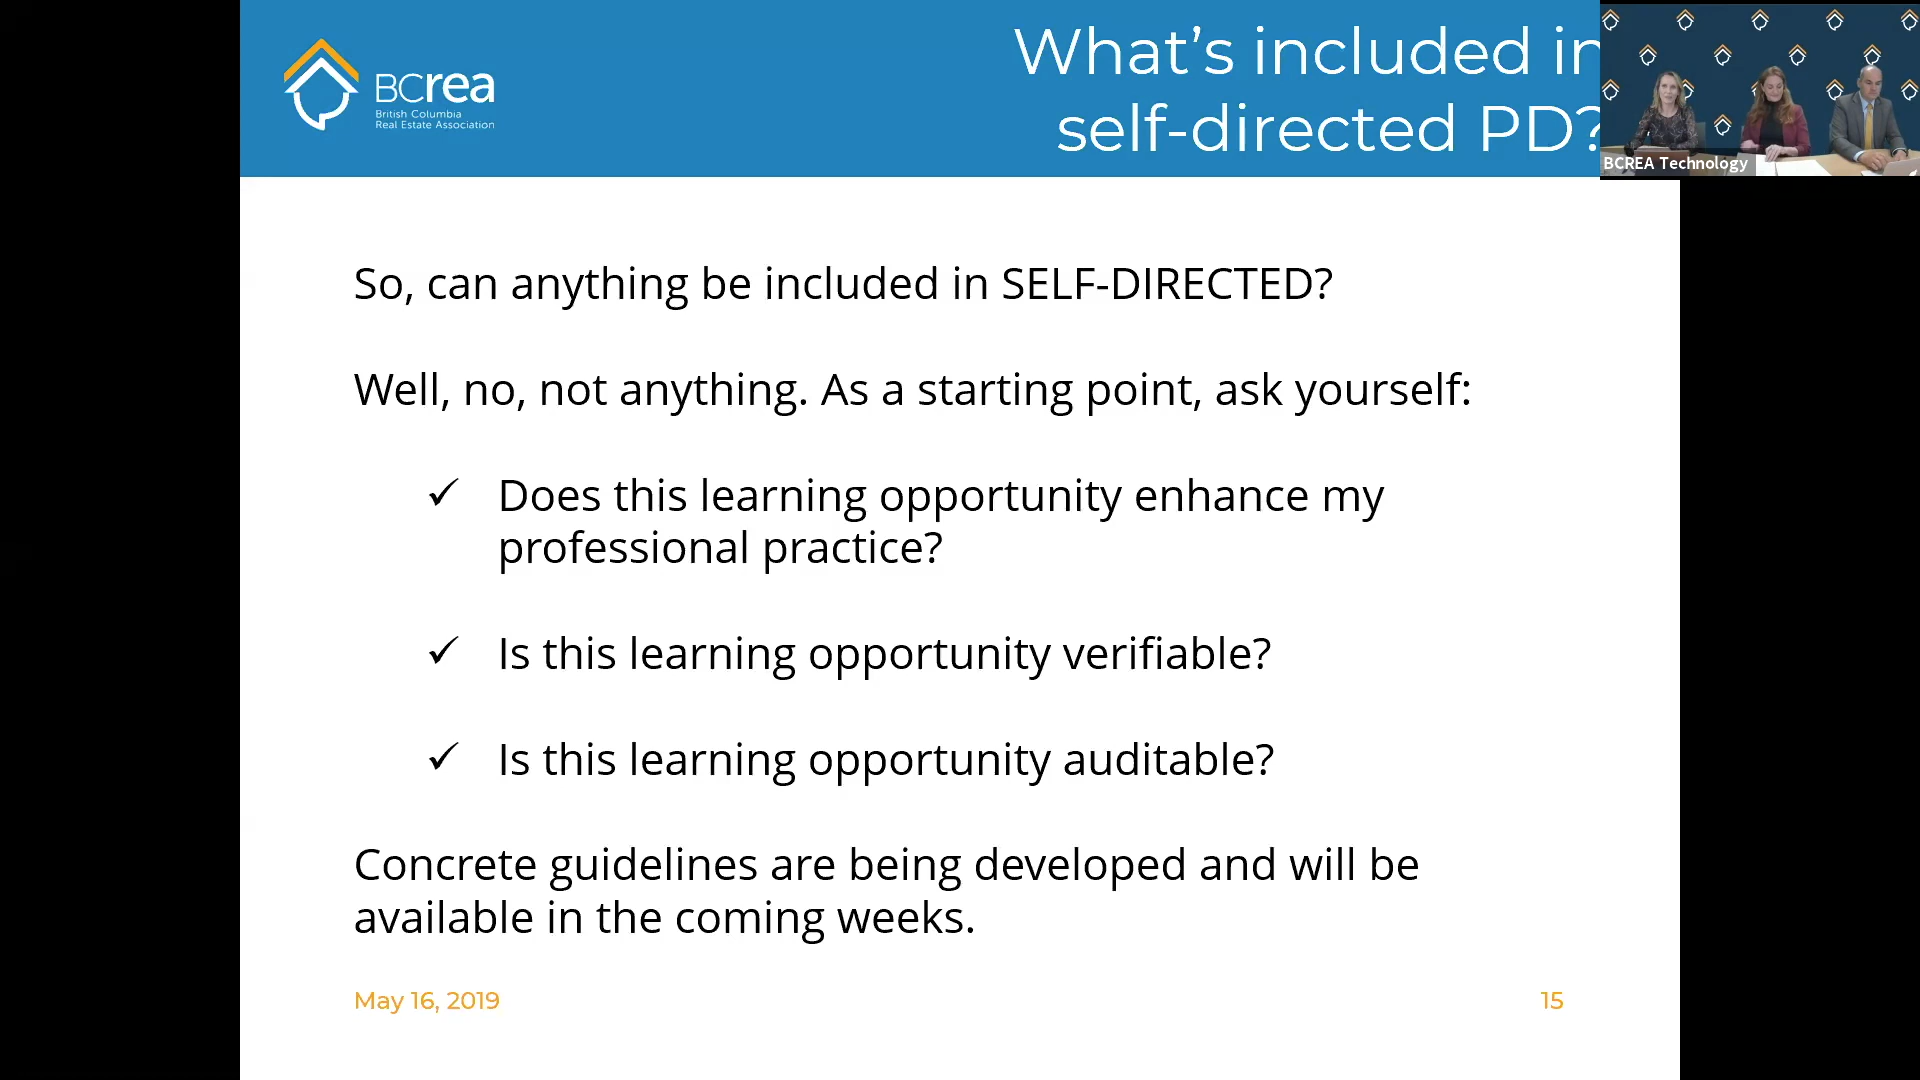 What's included in
self-directed PD?
BCrea
British Columbia
Real Estate Association
BCREA Technology
So, can anything be included in SELF-DIRECTED?
Well, no, not anything. As a starting point, ask yourself:
✓ Does this learning opportunity enhance my
professional practice?
✓ Is this learning opportunity verifiable?
✓ Is this learning opportunity auditable?
Concrete guidelines are being developed and will be
available in the coming weeks.
May 16, 2019
15